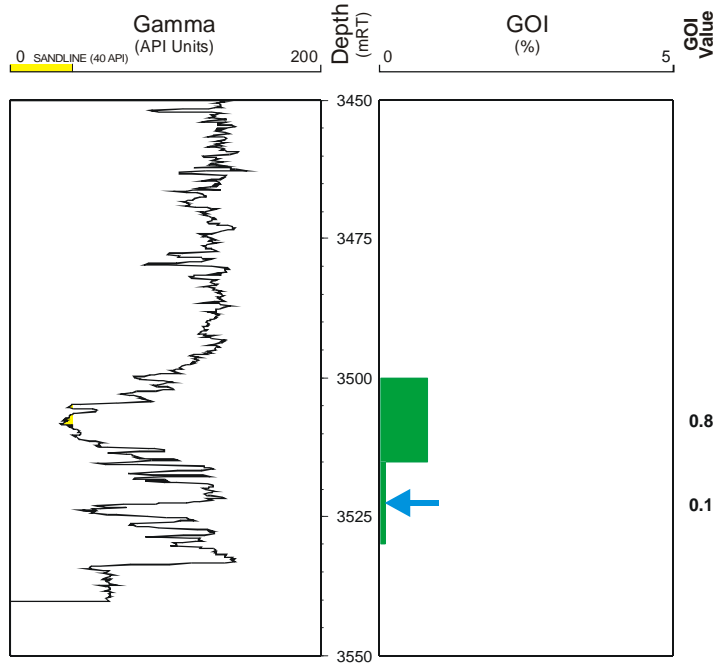 Gamma
(API Units)
0 SANDLINE (40 API) 200
Depth
(mRT)
GOI
(%)
0 5
GOI
Value
3450
3475
3500
3525
3550
0.8
0.1